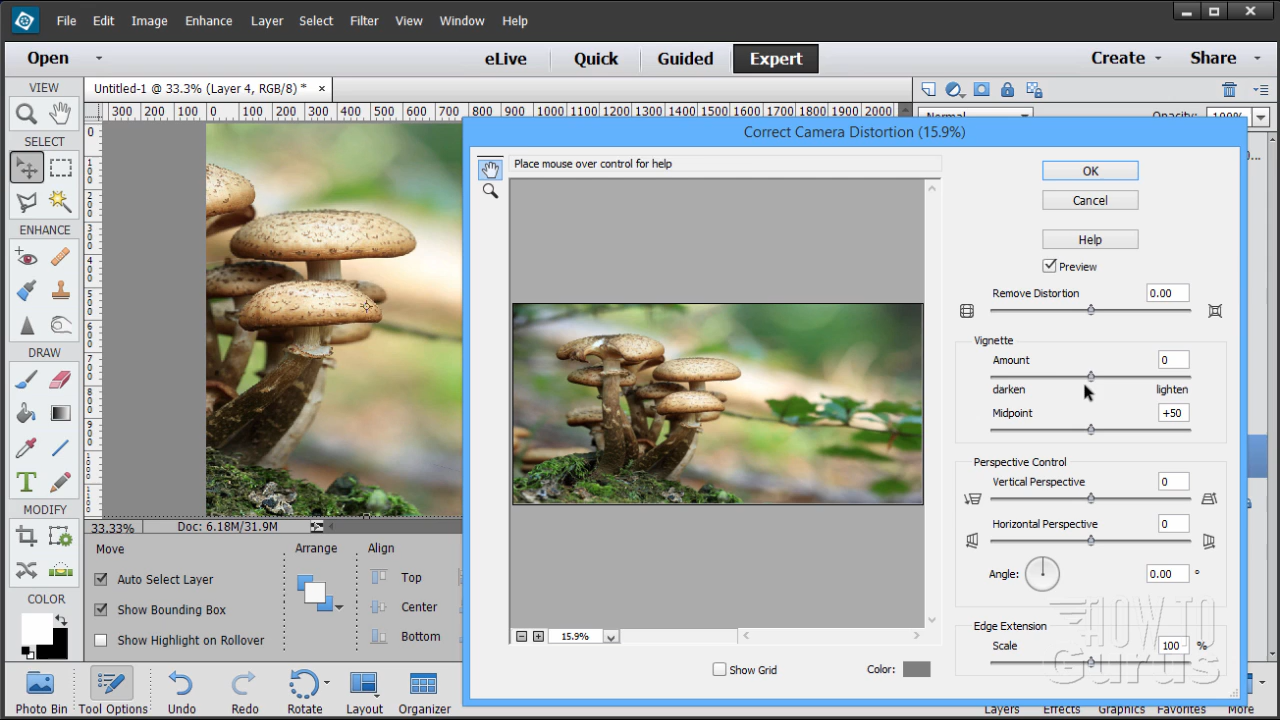 File Edit Image Enhance Layer Select Filter View Window Help
Open eLive Quick Guided Expert Create Share
VIEW
Untitled-1 @ 33.3% (Layer 4, RGB/8) * ×
300 200 100 0 100 200 300 400 500 600 700 800 900 1000 1100 1200 1300 1400 1500 1600 1700 1800 1900 2000
Normal Opacity: 100%
Correct Camera Distortion (15.9%)
SELECT
Place mouse over control for help
OK
Cancel
ENHANCE
Help
Preview
Remove Distortion 0.00
Vignette
DRAW
Amount 0
darken lighten
Midpoint +50
Perspective Control
Vertical Perspective 0
MODIFY
Horizontal Perspective 0
33.33% Doc: 6.18M/31.9M
Move Arrange Align
Auto Select Layer Top
Angle: 0.00 °
COLOR
Show Bounding Box Center
Show Highlight on Rollover Bottom
15.9%
Edge Extension
Scale 100 %
Show Grid Color:
HOW TO
Gurus
Photo Bin Tool Options Undo Redo Rotate Layout Organizer Layers Effects Graphics Favorites More